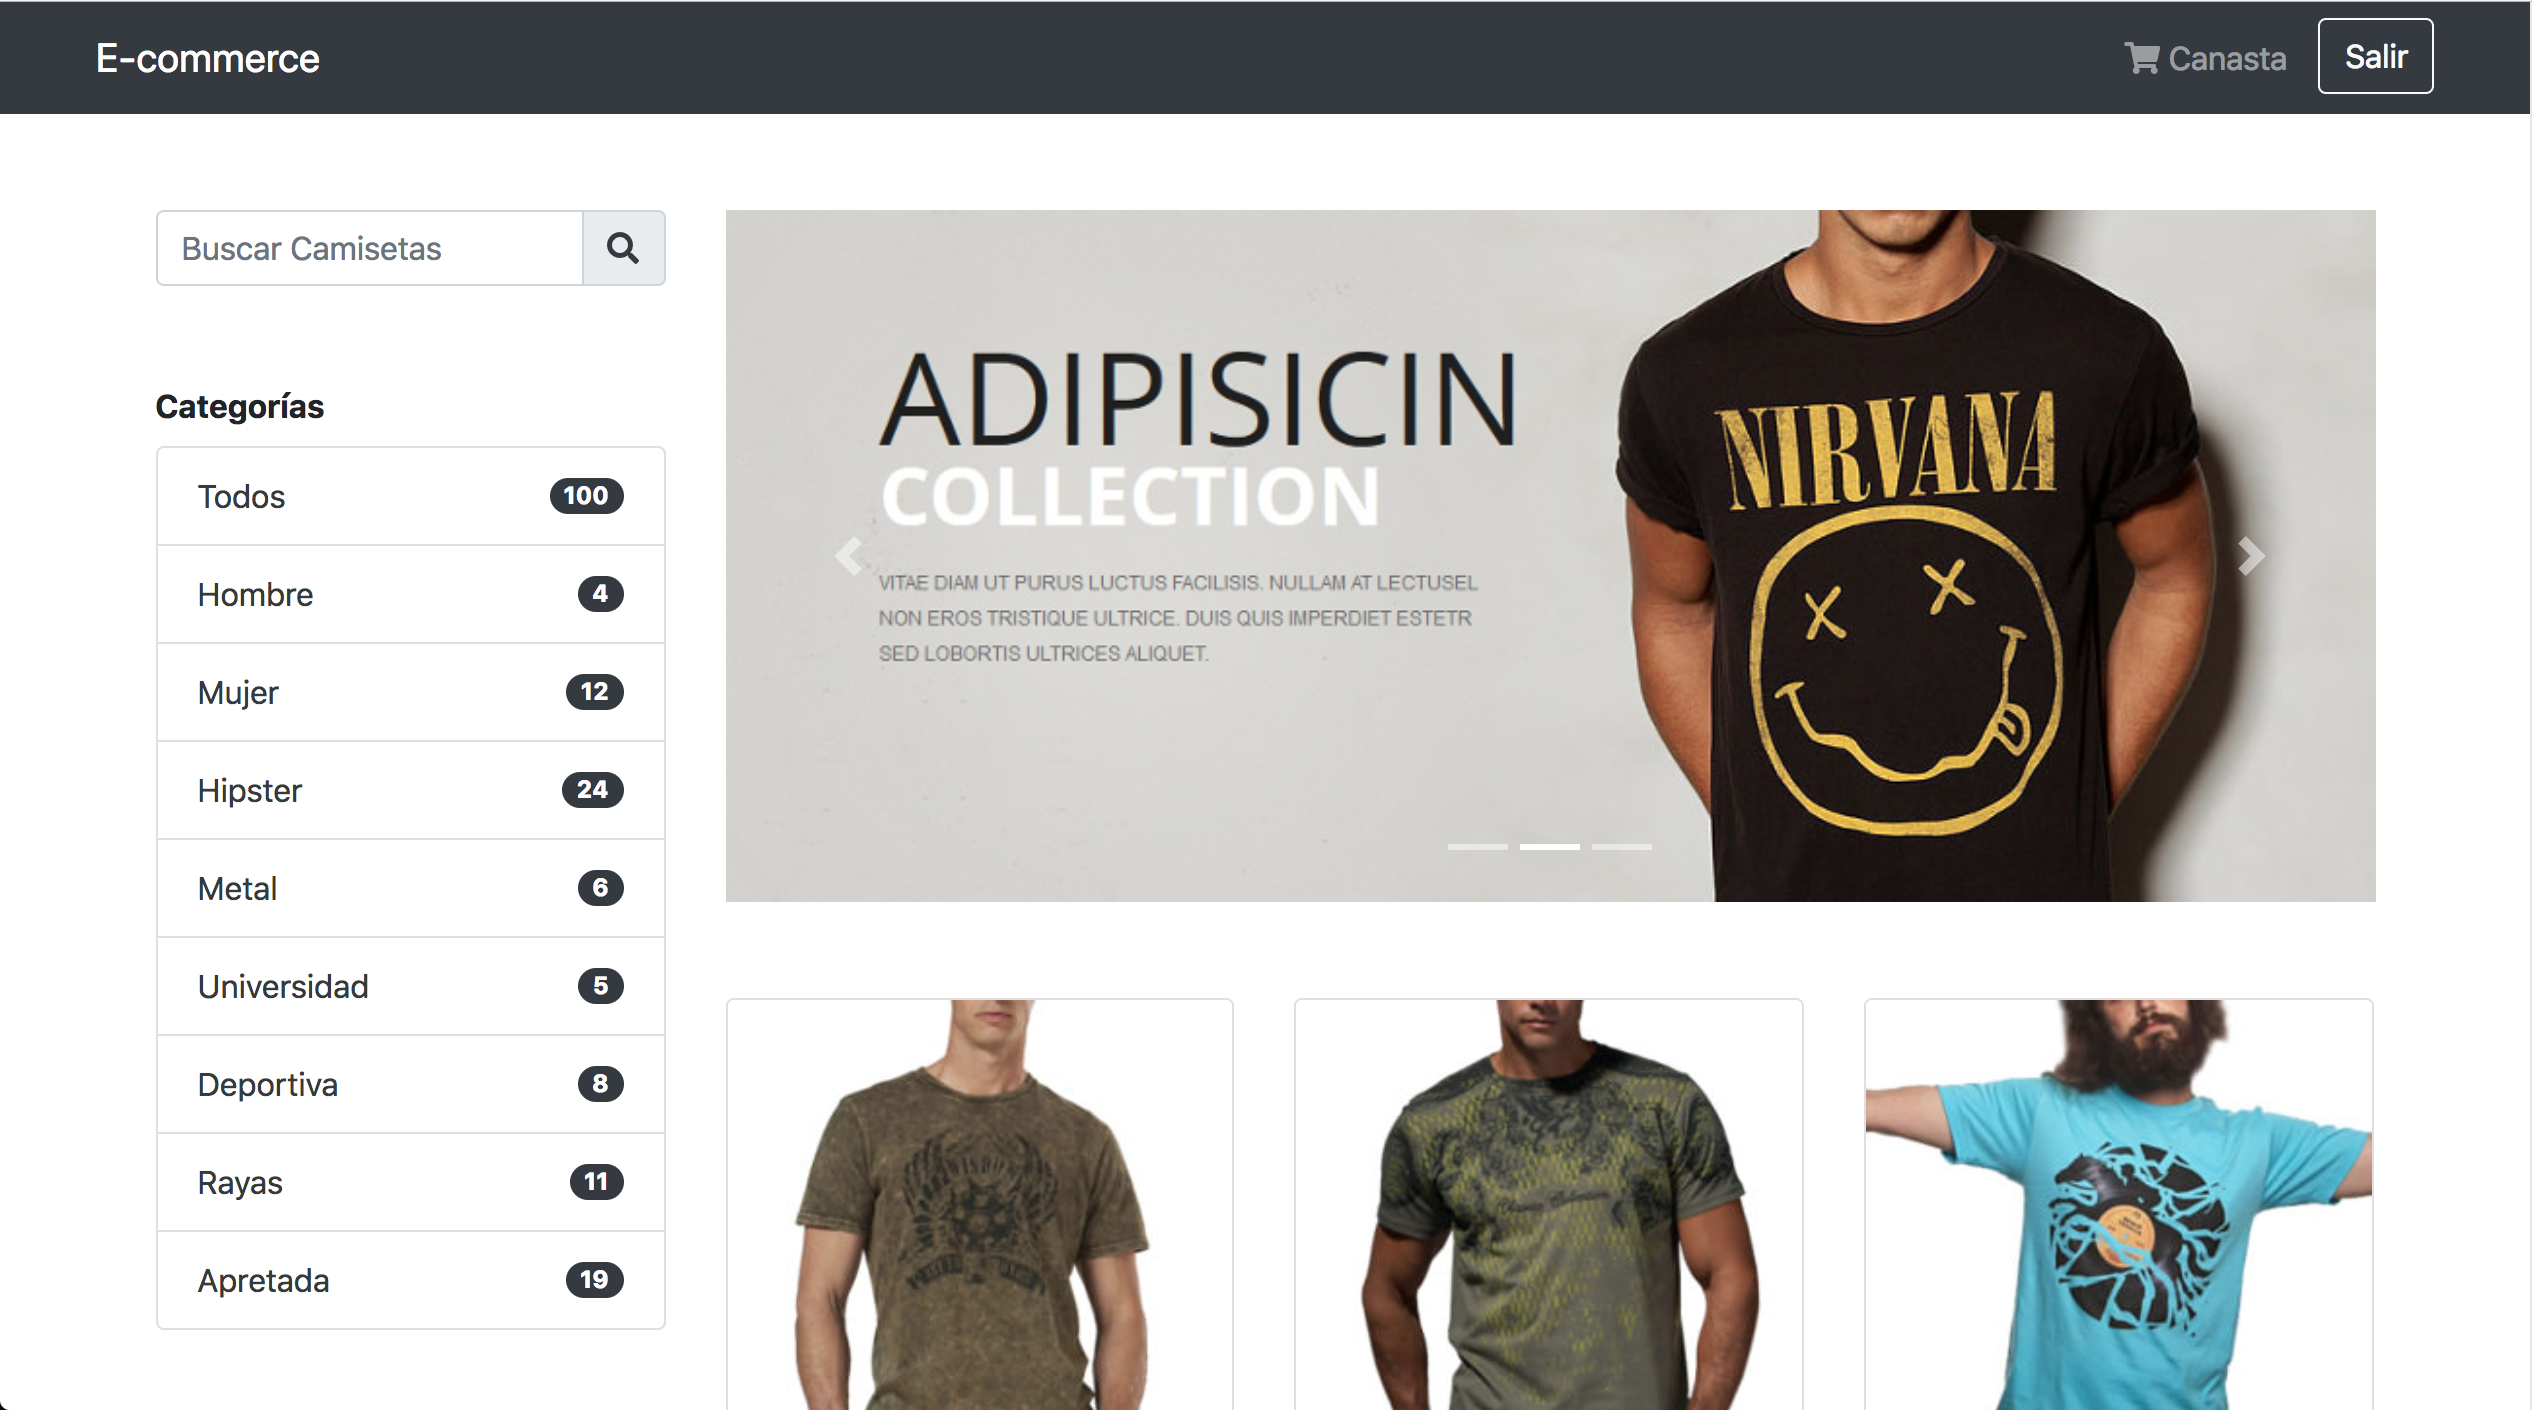 E-commerce
Canasta
Salir
Buscar Camisetas
Categorías
Todos 100
Hombre 4
Mujer 12
Hipster 24
Metal 6
Universidad 5
Deportiva 8
Rayas 11
Apretada 19
ADIPISICIN
COLLECTION
VITAE DIAM UT PURUS LUCTUS FACILISIS. NULLAM AT LECTUSEL
NON EROS TRISTIQUE ULTRICE. DUIS QUIS IMPERDIET ESTETR
SED LOBORTIS ULTRICES ALIQUET.
NIRVANA